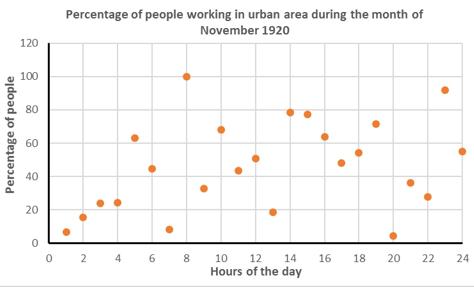 Percentage of people working in urban area during the month of
November 1920
120
100
80
60
40
20
0
Percentage of people
0 2 4 6 8 10 12 14 16 18 20 22 24
Hours of the day